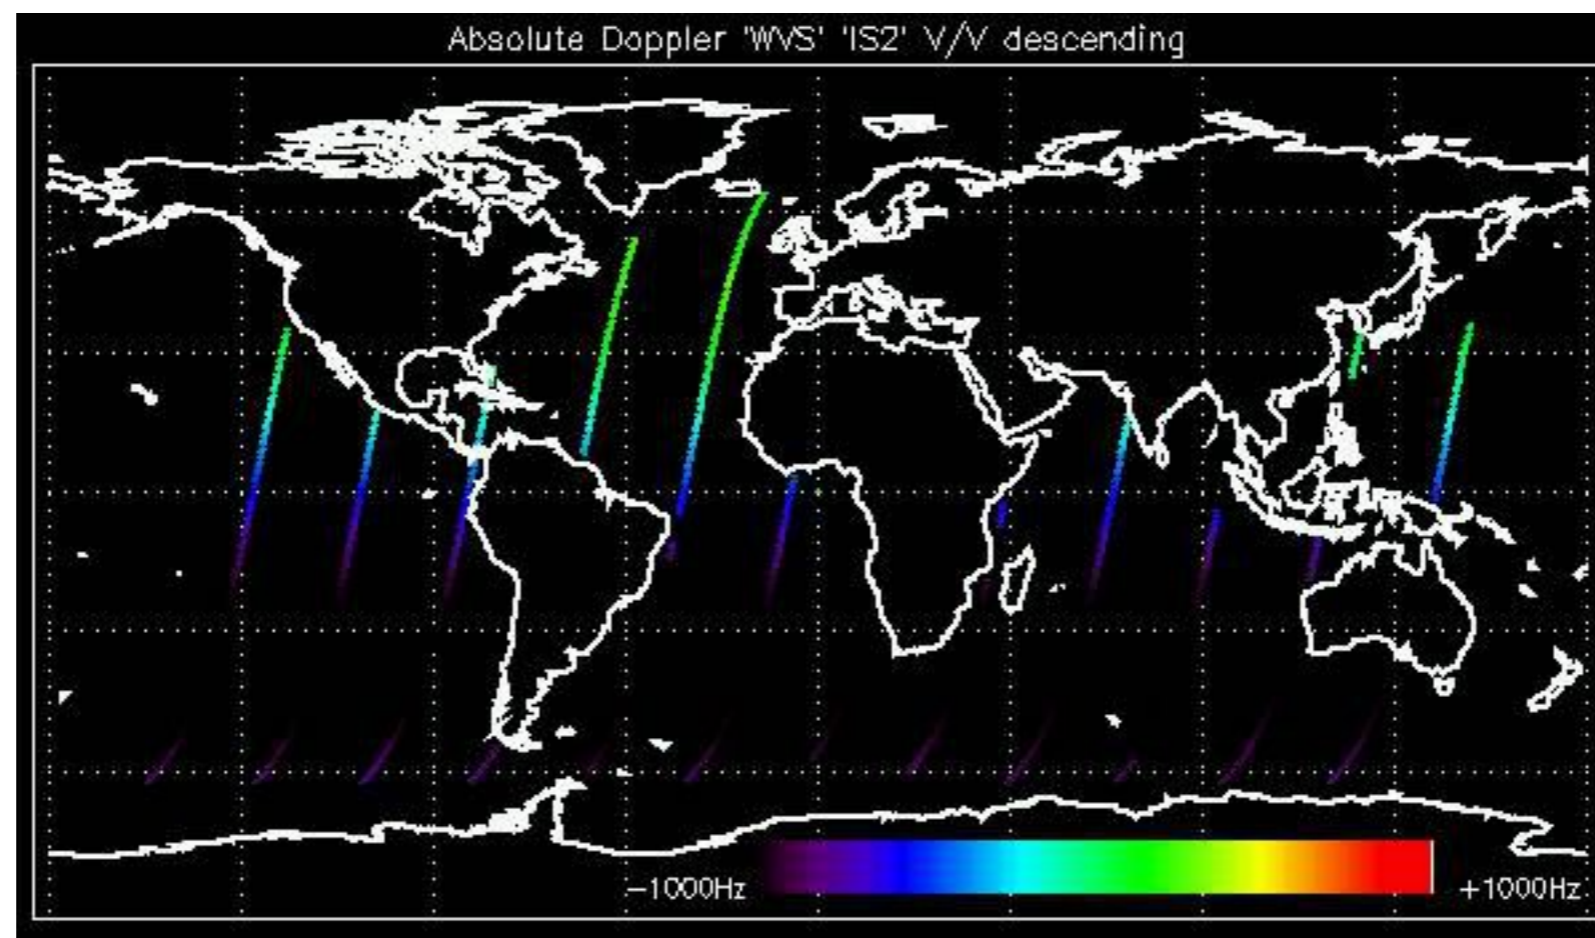 Absolute Doppler 'WVS' 'IS2' V/V descending
−1000Hz
+1000Hz